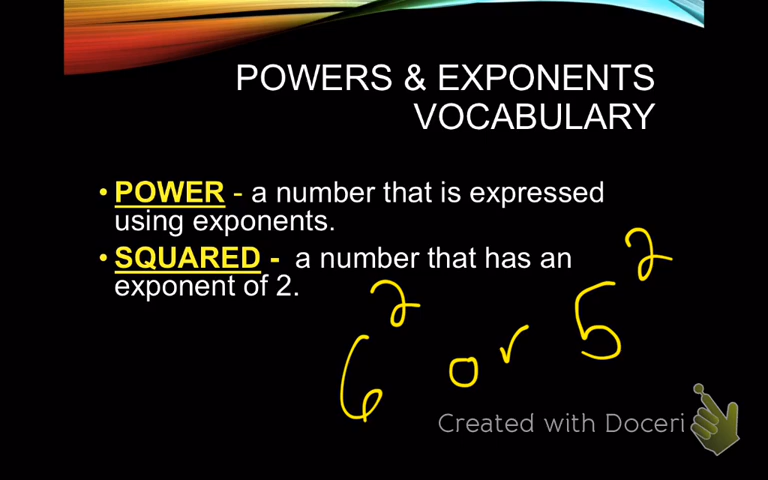 POWERS & EXPONENTS
VOCABULARY
• POWER - a number that is expressed
using exponents.
• SQUARED - a number that has an
exponent of 2.
6² or 5²
Created with Doceri